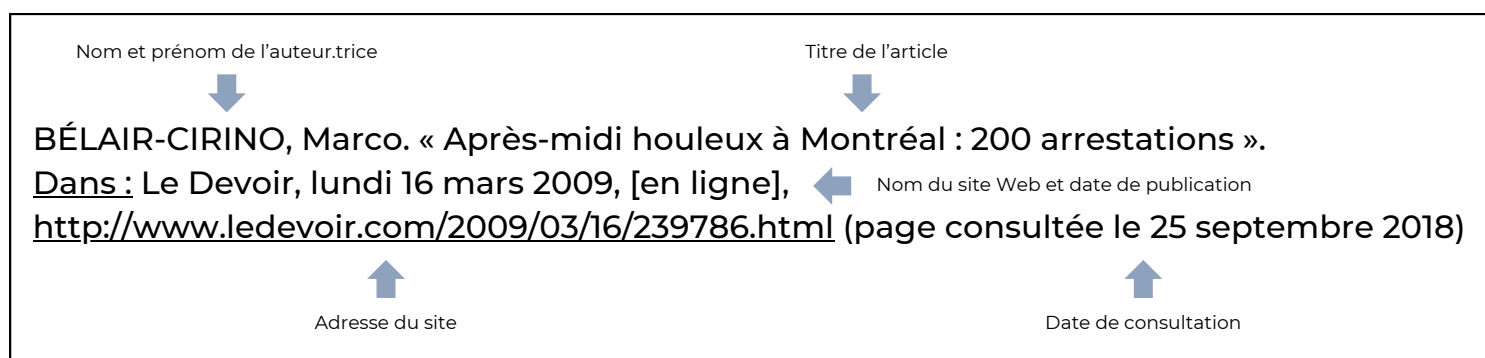 Nom et prénom de l'auteur.trice
Titre de l'article
BÉLAIR-CIRINO, Marco. « Après-midi houleux à Montréal : 200 arrestations ».
Dans : Le Devoir, lundi 16 mars 2009, [en ligne],
Nom du site Web et date de publication
http://www.ledevoir.com/2009/03/16/239786.html (page consultée le 25 septembre 2018)
Adresse du site
Date de consultation